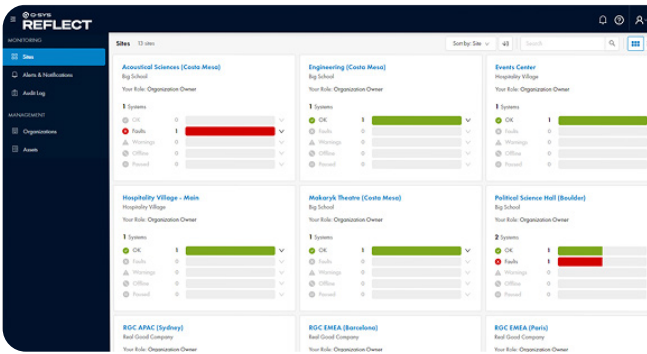 Q-SYS
REFLECT
MONITORING
Sites
Alerts & Notifications
Audit Log
MANAGEMENT
Organizations
Assets
Sites 13 sites
Sort by: Site
Search
Acoustical Sciences (Costa Mesa)
Big School
Your Role: Organization Owner
1 Systems
OK 0
Faults 1
Warnings 0
Offline 0
Paused 0
Engineering (Costa Mesa)
Big School
Your Role: Organization Owner
1 Systems
OK 1
Faults 0
Warnings 0
Offline 0
Paused 0
Events Center
Hospitality Village
Your Role: Organization Owner
1 Systems
OK 1
Faults 0
Warnings 0
Offline 0
Paused 0
Hospitality Village - Main
Hospitality Village
Your Role: Organization Owner
1 Systems
OK 1
Faults 0
Warnings 0
Offline 0
Paused 0
Makaryk Theatre (Costa Mesa)
Big School
Your Role: Organization Owner
1 Systems
OK 1
Faults 0
Warnings 0
Offline 0
Paused 0
Political Science Hall (Boulder)
Big School
Your Role: Organization Owner
2 Systems
OK 1
Faults 1
Warnings 0
Offline 0
Paused 0
RGC APAC (Sydney)
Real Good Company
Your Role: Organization Owner
RGC EMEA (Barcelona)
Real Good Company
Your Role: Organization Owner
RGC EMEA (Paris)
Real Good Company
Your Role: Organization Owner